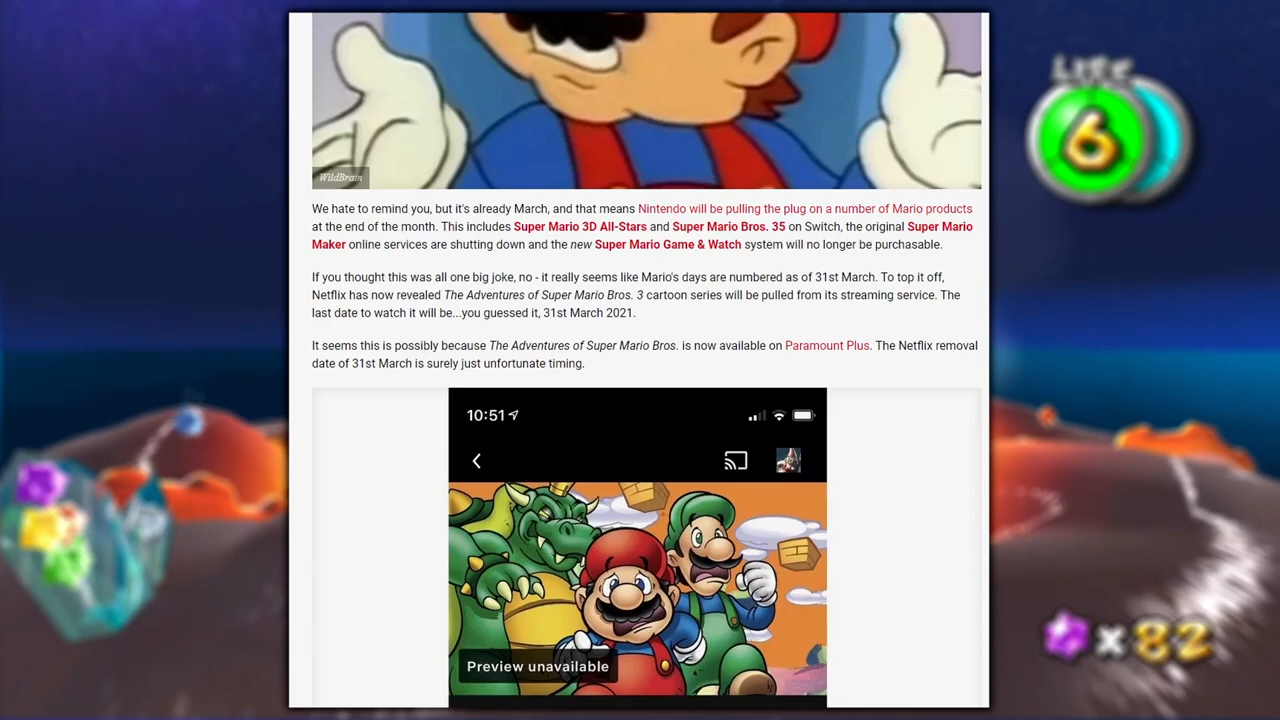 Life
6
WildBrain
We hate to remind you, but it's already March, and that means Nintendo will be pulling the plug on a number of Mario products
at the end of the month. This includes Super Mario 3D All-Stars and Super Mario Bros. 35 on Switch, the original Super Mario
Maker online services are shutting down and the new Super Mario Game & Watch system will no longer be purchasable.
If you thought this was all one big joke, no - it really seems like Mario's days are numbered as of 31st March. To top it off,
Netflix has now revealed The Adventures of Super Mario Bros. 3 cartoon series will be pulled from its streaming service. The
last date to watch it will be...you guessed it, 31st March 2021.
It seems this is possibly because The Adventures of Super Mario Bros. is now available on Paramount Plus. The Netflix removal
date of 31st March is surely just unfortunate timing.
10:51
Preview unavailable
x 82